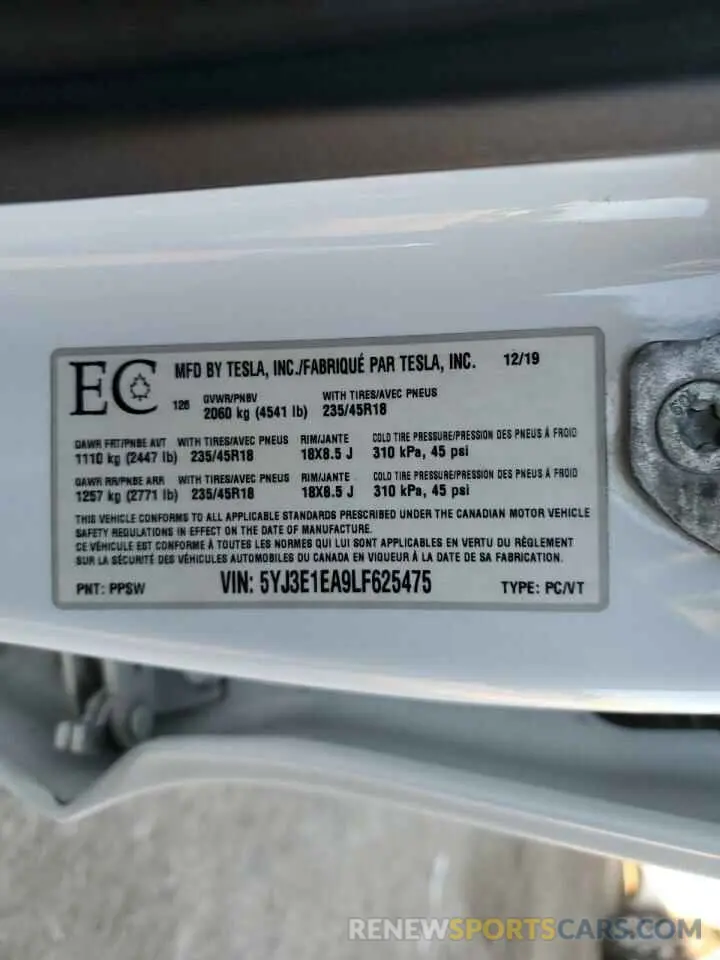 EC
MFD BY TESLA, INC./FABRIQUÉ PAR TESLA, INC. 12/19
126 GVWR/PNBV WITH TIRES/AVEC PNEUS
2060 kg (4541 lb) 235/45R18
GAWR FRT/PNBE AVT WITH TIRES/AVEC PNEUS RIM/JANTE COLD TIRE PRESSURE/PRESSION DES PNEUS À FROID
1110 kg (2447 lb) 235/45R18 18X8.5 J 310 kPa, 45 psi
GAWR RR/PNBE ARR WITH TIRES/AVEC PNEUS RIM/JANTE COLD TIRE PRESSURE/PRESSION DES PNEUS À FROID
1257 kg (2771 lb) 235/45R18 18X8.5 J 310 kPa, 45 psi
THIS VEHICLE CONFORMS TO ALL APPLICABLE STANDARDS PRESCRIBED UNDER THE CANADIAN MOTOR VEHICLE
SAFETY REGULATIONS IN EFFECT ON THE DATE OF MANUFACTURE.
CE VÉHICULE EST CONFORME À TOUTES LES NORMES QUI LUI SONT APPLICABLES EN VERTU DU RÈGLEMENT
SUR LA SÉCURITÉ DES VÉHICULES AUTOMOBILES DU CANADA EN VIGUEUR À LA DATE DE SA FABRICATION.
PNT: PPSW VIN: 5YJ3E1EA9LF625475 TYPE: PC/VT
RENEWSPORTSCARS.COM